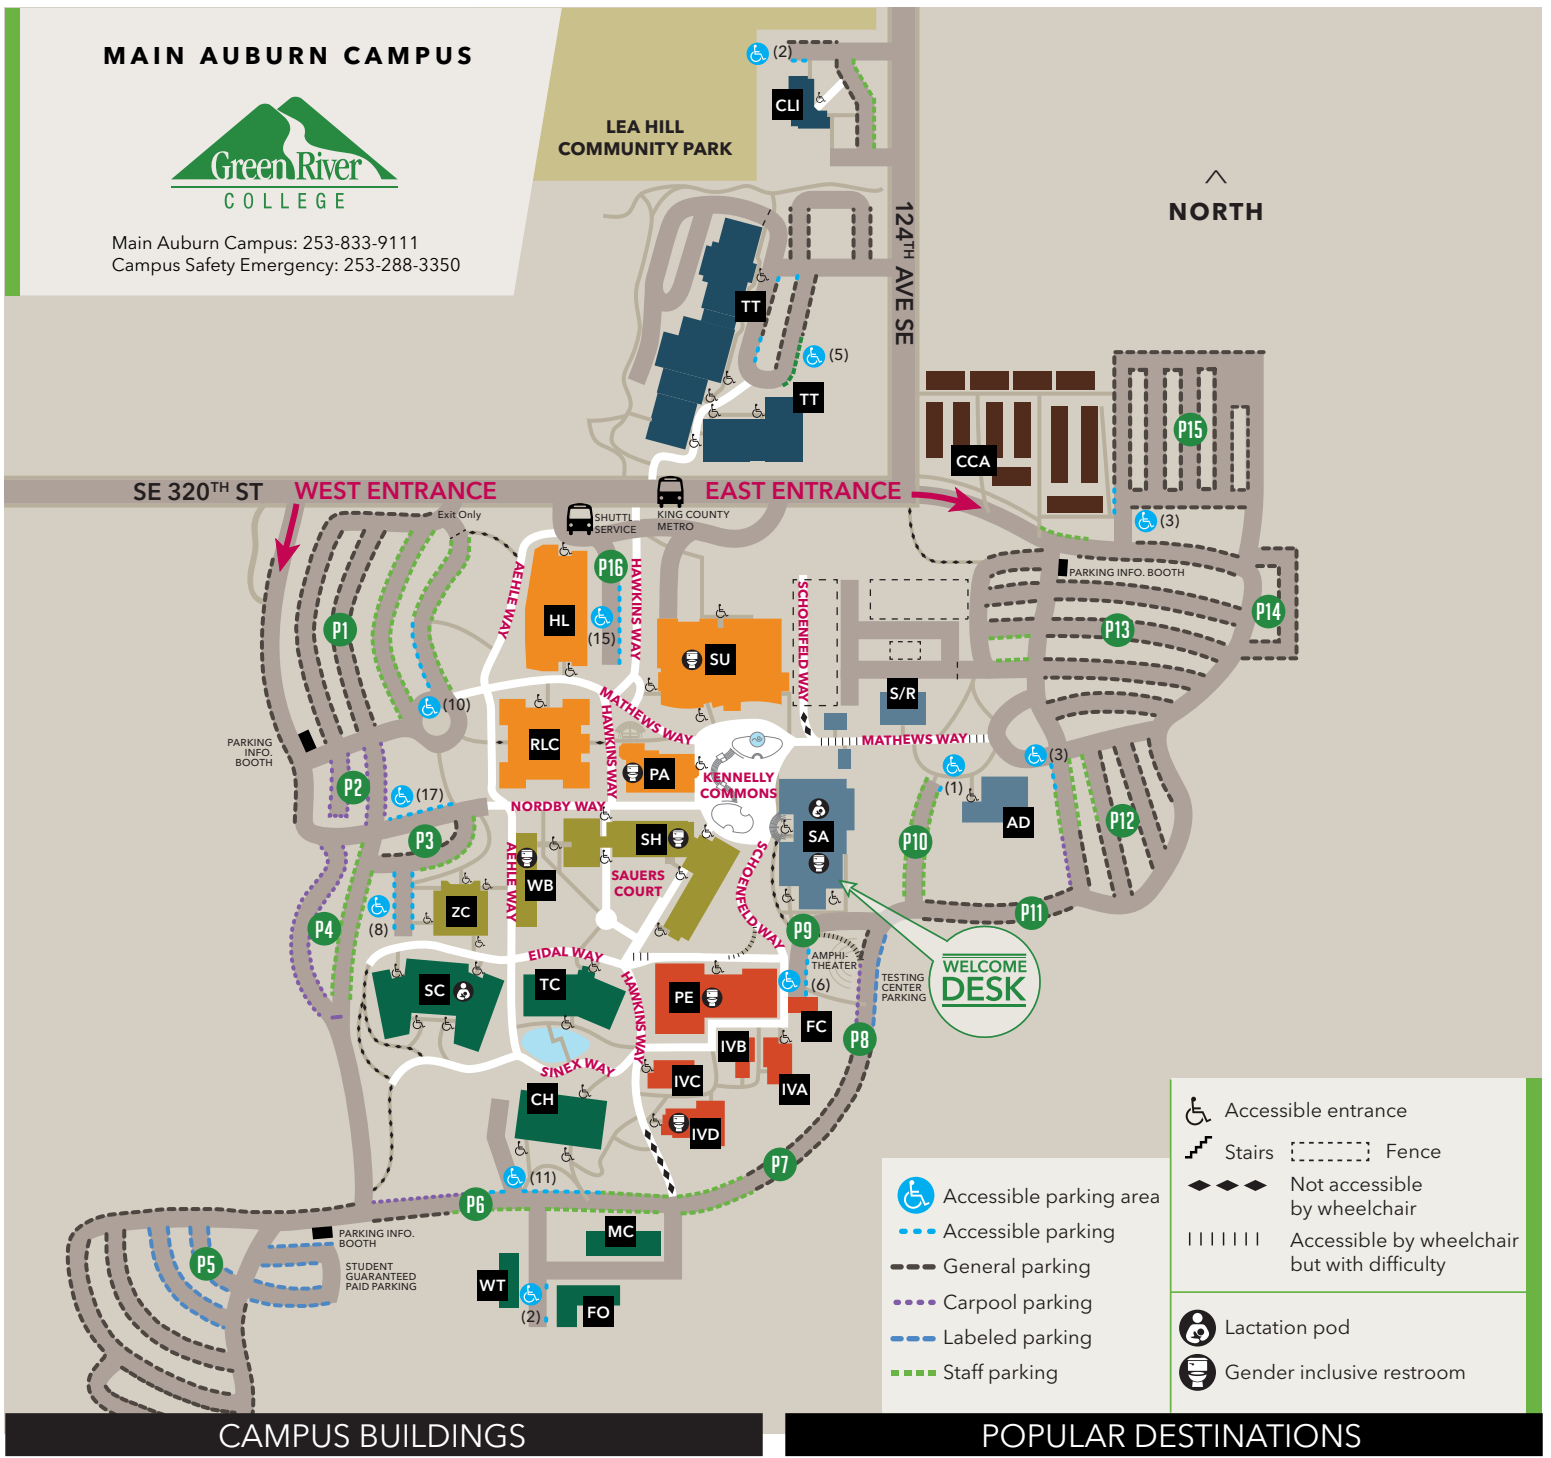 MAIN AUBURN CAMPUS
Green River
COLLEGE
Main Auburn Campus: 253-833-9111
Campus Safety Emergency: 253-288-3350
LEA HILL
COMMUNITY PARK
(2)
CLI
NORTH
124TH AVE SE
TT
(5)
TT
CCA
P15
(3)
SE 320TH ST
WEST ENTRANCE
EAST ENTRANCE
Exit Only
SHUTTL
SERVICE
KING COUNTY
METRO
PARKING INFO. BOOTH
P16
P1
P13
P14
AEHLE WAY
HAWKINS WAY
SCHOENFELD WAY
HL
(15)
SU
S/R
(10)
MATHEWS WAY
HAWKINS WAY
MATHEWS WAY
RLC
PARKING
INFO.
BOOTH
PA
KENNELLY
COMMONS
(3)
(1)
P2
(17)
NORDBY WAY
P3
SH
SA
AD
P10
P12
AEHLE WAY
WB
SAUERS
COURT
SCHOENFELD WAY
ZC
(8)
P4
P9
P11
EIDAL WAY
AMPHI-
THEATER
WELCOME
DESK
TESTING
CENTER
PARKING
SC
TC
HAWKINS WAY
PE
(6)
FC
P8
IVB
SINEX WAY
IVC
IVA
CH
IVD
P7
(11)
P6
MC
PARKING INFO.
BOOTH
P5
STUDENT
GUARANTEED
PAID PARKING
WT
(2)
FO
Accessible entrance
Stairs
Fence
Not accessible
by wheelchair
Accessible by wheelchair
but with difficulty
Lactation pod
Gender inclusive restroom
Accessible parking area
Accessible parking
General parking
Carpool parking
Labeled parking
Staff parking
CAMPUS BUILDINGS
POPULAR DESTINATIONS